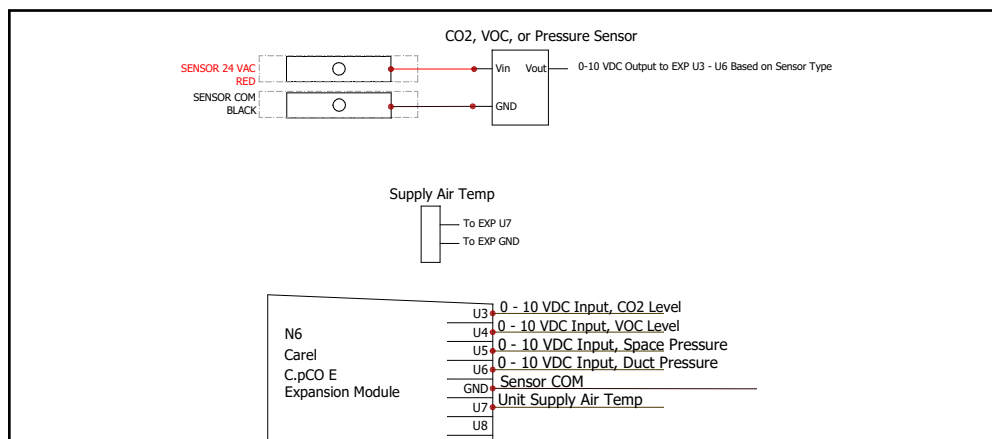 CO2, VOC, or Pressure Sensor
SENSOR 24 VAC
RED
Vin
Vout
0-10 VDC Output to EXP U3 - U6 Based on Sensor Type
SENSOR COM
BLACK
GND
Supply Air Temp
To EXP U7
To EXP GND
N6
Carel
C.pCO E
Expansion Module
U3
0 - 10 VDC Input, CO2 Level
U4
0 - 10 VDC Input, VOC Level
U5
0 - 10 VDC Input, Space Pressure
U6
0 - 10 VDC Input, Duct Pressure
GND
Sensor COM
U7
Unit Supply Air Temp
U8